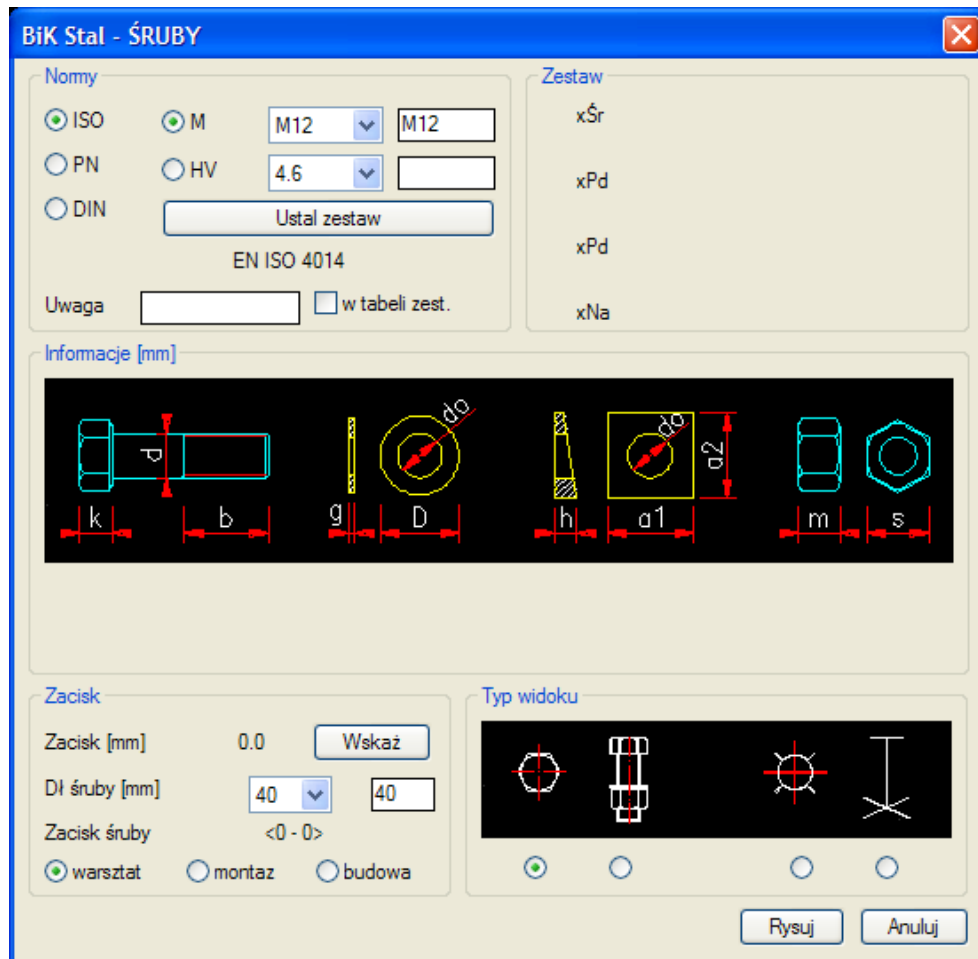 BiK Stal - ŚRUBY
Normy
ISO M M12 M12
PN HV 4.6
DIN Ustal zestaw
EN ISO 4014
Uwaga w tabeli zest.
Zestaw
xŚr
xPd
xPd
xNa
Informacje [mm]
d do do a2
k b g D h a1 m s
Zacisk
Zacisk [mm] 0.0 Wskaż
Dł śruby [mm] 40 40
Zacisk śruby <0 - 0>
warsztat montaz budowa
Typ widoku
Rysuj Anuluj